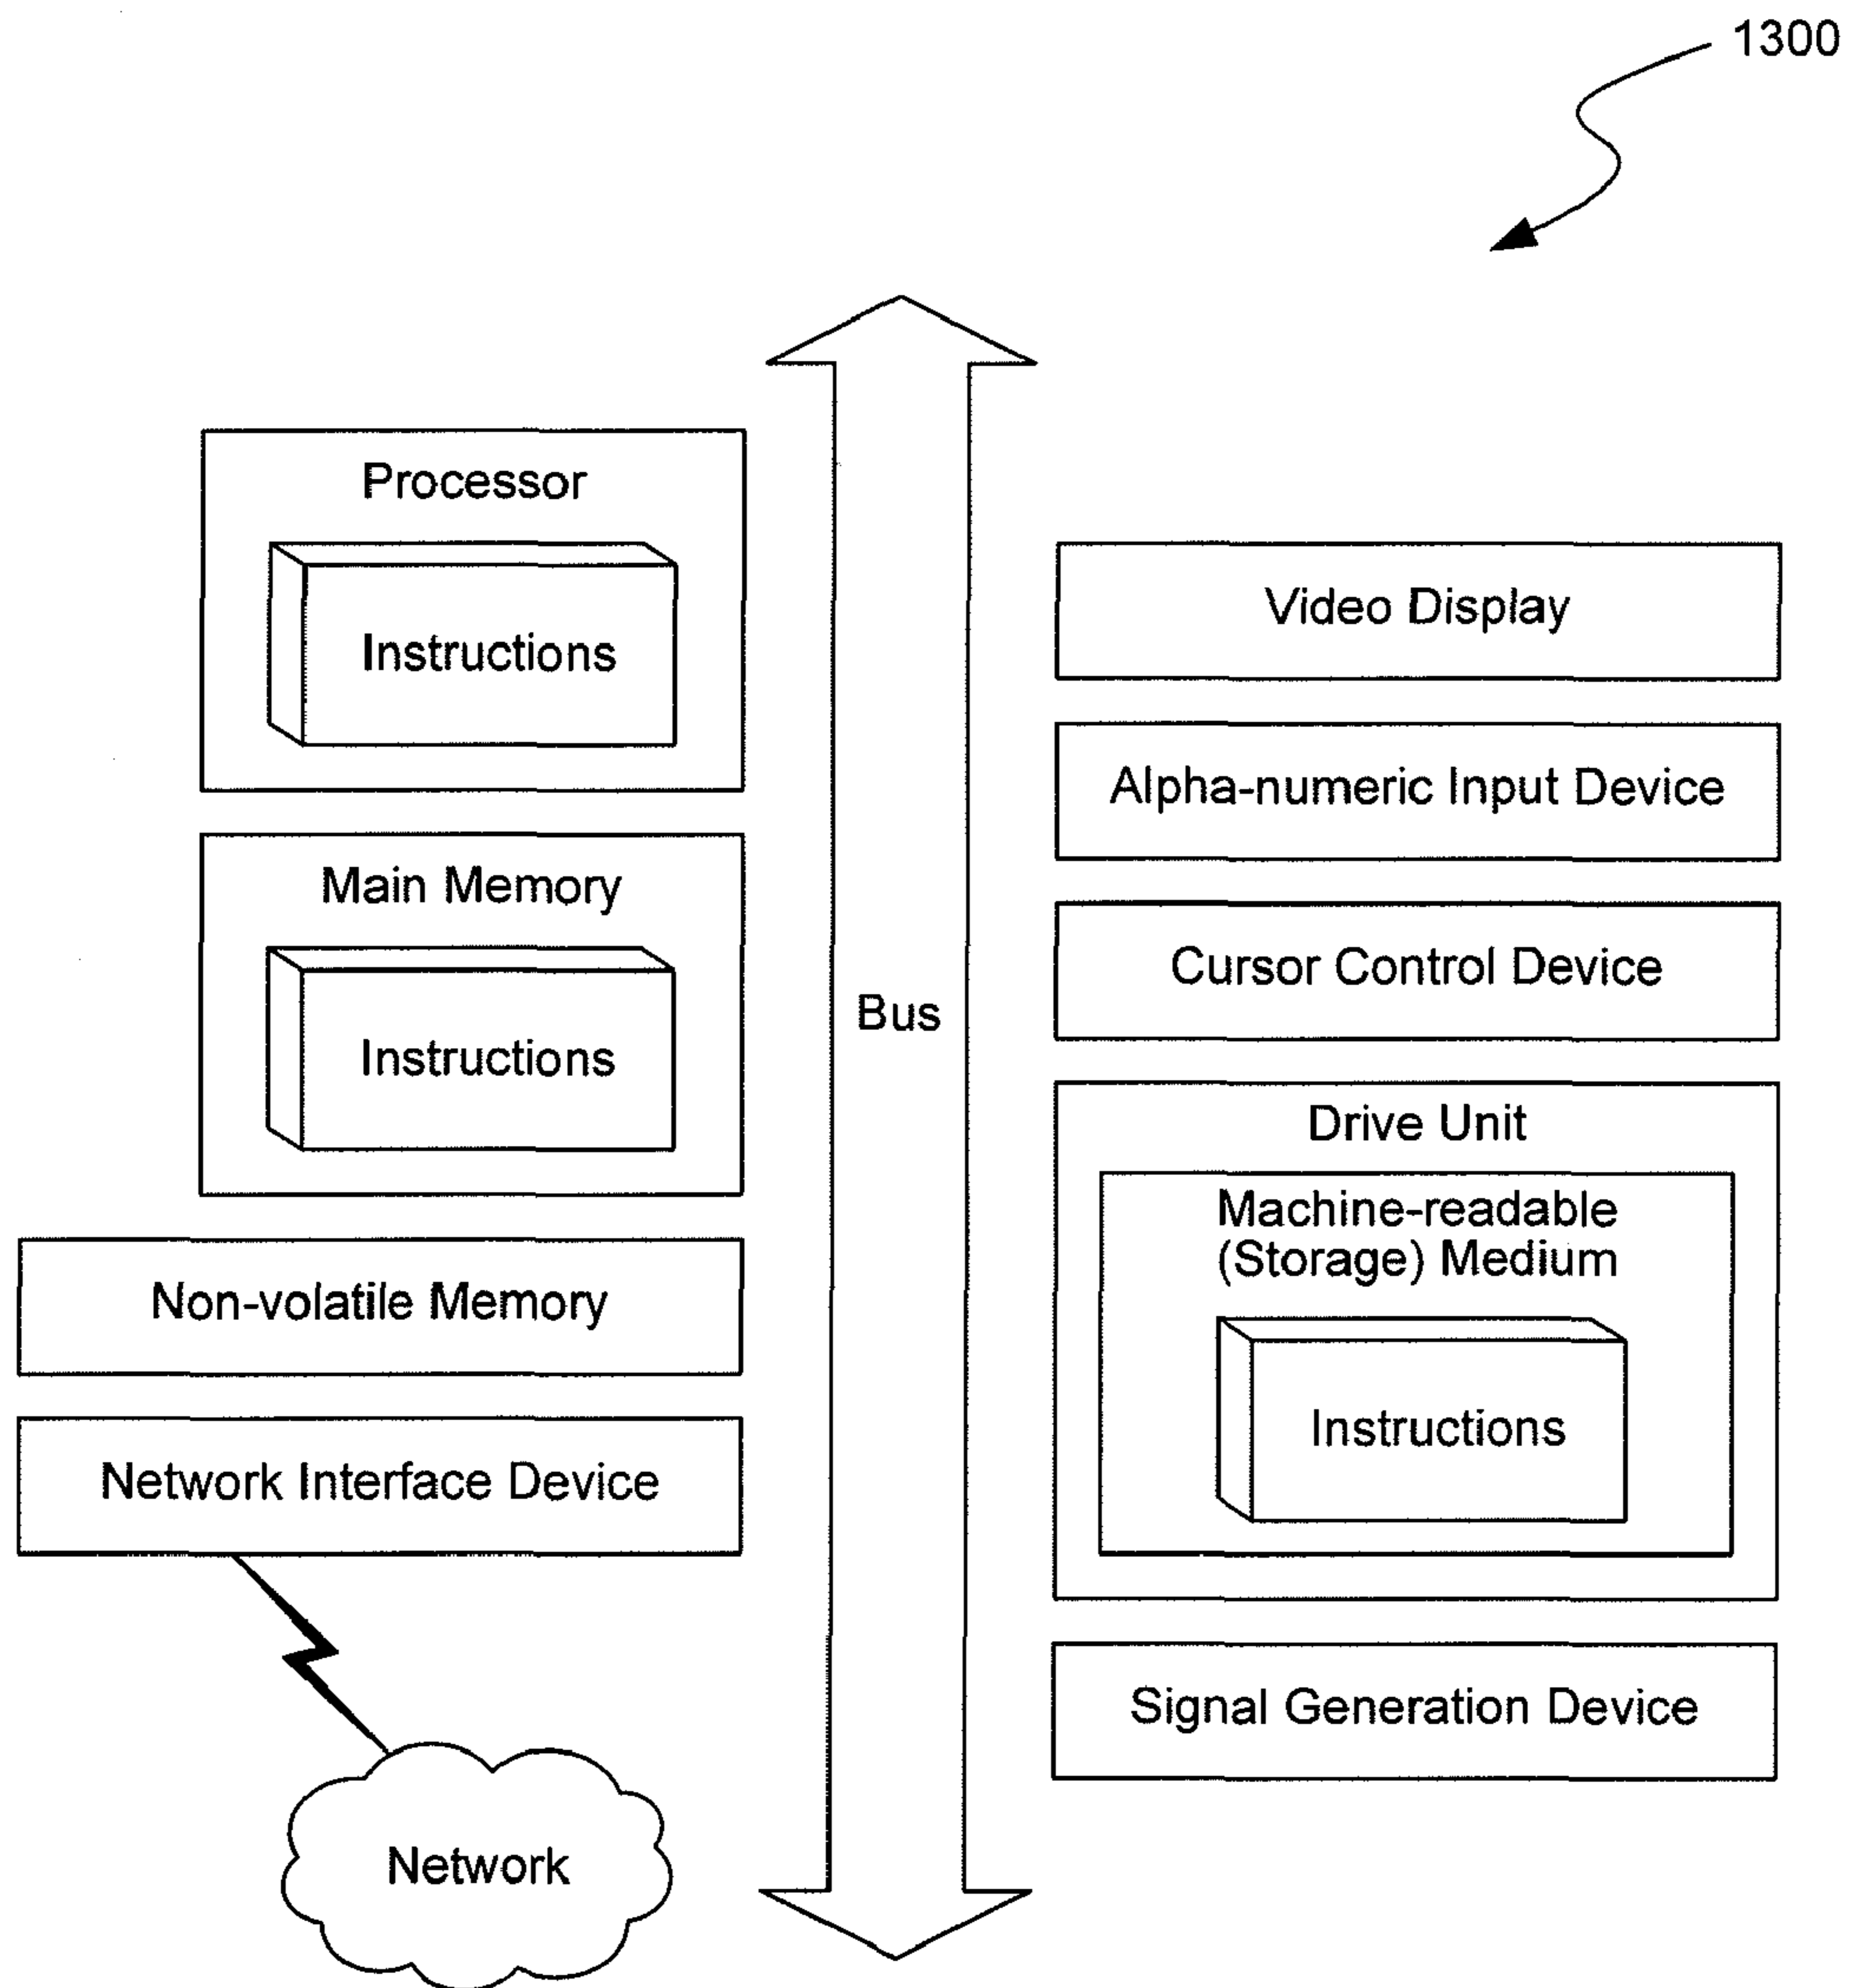 1300
Processor
Instructions
Main Memory
Instructions
Non-volatile Memory
Network Interface Device
Network
Bus
Video Display
Alpha-numeric Input Device
Cursor Control Device
Drive Unit
Machine-readable
(Storage) Medium
Instructions
Signal Generation Device